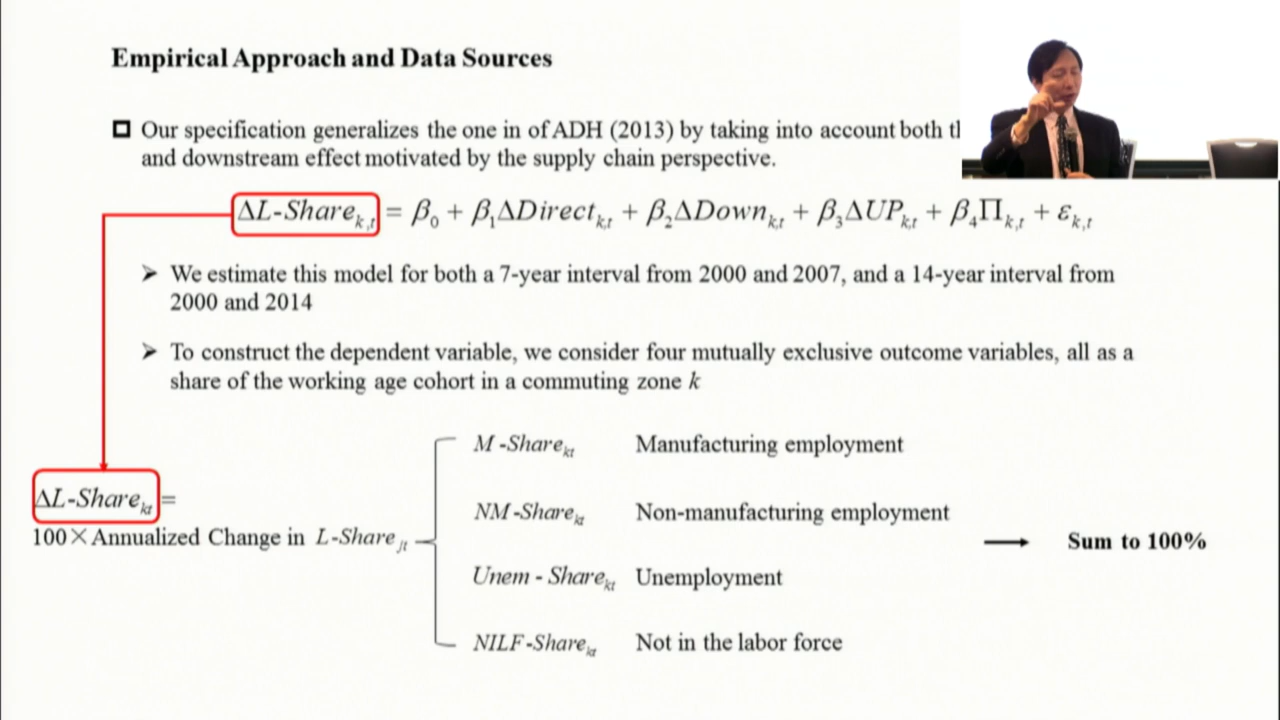 Empirical Approach and Data Sources
Our specification generalizes the one in of ADH (2013) by taking into account both
and downstream effect motivated by the supply chain perspective.
ΔL-Share_{k,t} = β_0 + β_1ΔDirect_{k,t} + β_2ΔDown_{k,t} + β_3ΔUP_{k,t} + β_4Π_{k,t} + ε_{k,t}
➢ We estimate this model for both a 7-year interval from 2000 and 2007, and a 14-year interval from
2000 and 2014
➢ To construct the dependent variable, we consider four mutually exclusive outcome variables, all as a
share of the working age cohort in a commuting zone k
M-Share_{kt} Manufacturing employment
ΔL-Share_{kt} =
NM-Share_{kt} Non-manufacturing employment
100×Annualized Change in L-Share_{jt}
Sum to 100%
Unem-Share_{kt} Unemployment
NILF-Share_{kt} Not in the labor force